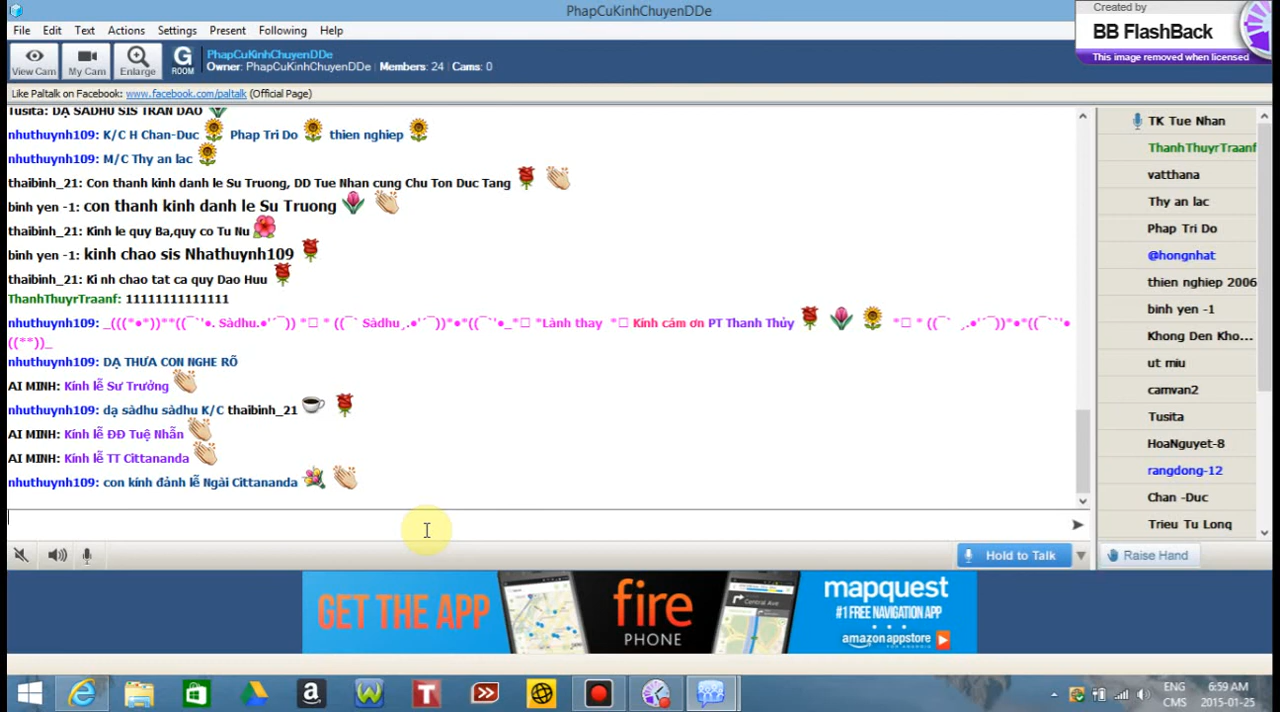 PhapCuKinhChuyenDDe
Created by
BB FlashBack
This image removed when licensed
File Edit Text Actions Settings Present Following Help
View Cam My Cam Enlarge G ROOM
PhapCuKinhChuyenDDe
Owner: PhapCuKinhChuyenDDe Members: 24 Cams: 0
Like Paltalk on Facebook: www.facebook.com/paltalk (Official Page)
Tusita: DẠ SADHU SIS TRAN DAO
nhuthuynh109: K/C H Chan-Duc Phap Tri Do thien nghiep
nhuthuynh109: M/C Thy an lac
thaibinh_21: Con thanh kinh danh le Su Truong, DD Tue Nhan cung Chu Ton Duc Tang
binh yen -1: con thanh kinh danh le Su Truong
thaibinh_21: Kinh le quy Ba,quy co Tu Nu
binh yen -1: kinh chao sis Nhathuynh109
thaibinh_21: Ki nh chao tat ca quy Dao Huu
ThanhThuyrTraanf: 11111111111111
nhuthuynh109: _(((*•*))**((¯`'•. Sàdhu.•'´¯)) *□ * ((¯` Sàdhu¸.•'´¯))*•*((¯`'•_*□ *Lành thay *□ Kính cám ơn PT Thanh Thủy *□ * ((¯` ¸.•'´¯))*•*((¯``'•
((**))_
nhuthuynh109: DẠ THƯA CON NGHE RÕ
AI MINH: Kính lễ Sư Trưởng
nhuthuynh109: dạ sàdhu sàdhu K/C thaibinh_21
AI MINH: Kính lễ ĐĐ Tuệ Nhẫn
AI MINH: Kính lễ TT Cittananda
nhuthuynh109: con kính đảnh lễ Ngài Cittananda
TK Tue Nhan
ThanhThuyrTraanf
vatthana
Thy an lac
Phap Tri Do
@hongnhat
thien nghiep 2006
binh yen -1
Khong Den Kho...
ut miu
camvan2
Tusita
HoaNguyet-8
rangdong-12
Chan -Duc
Trieu Tu Long
Hold to Talk
Raise Hand
GET THE APP
fire
PHONE
Central Ave
mapquest
#1 FREE NAVIGATION APP
amazon appstore
ENG
CMS
6:59 AM
2015-01-25